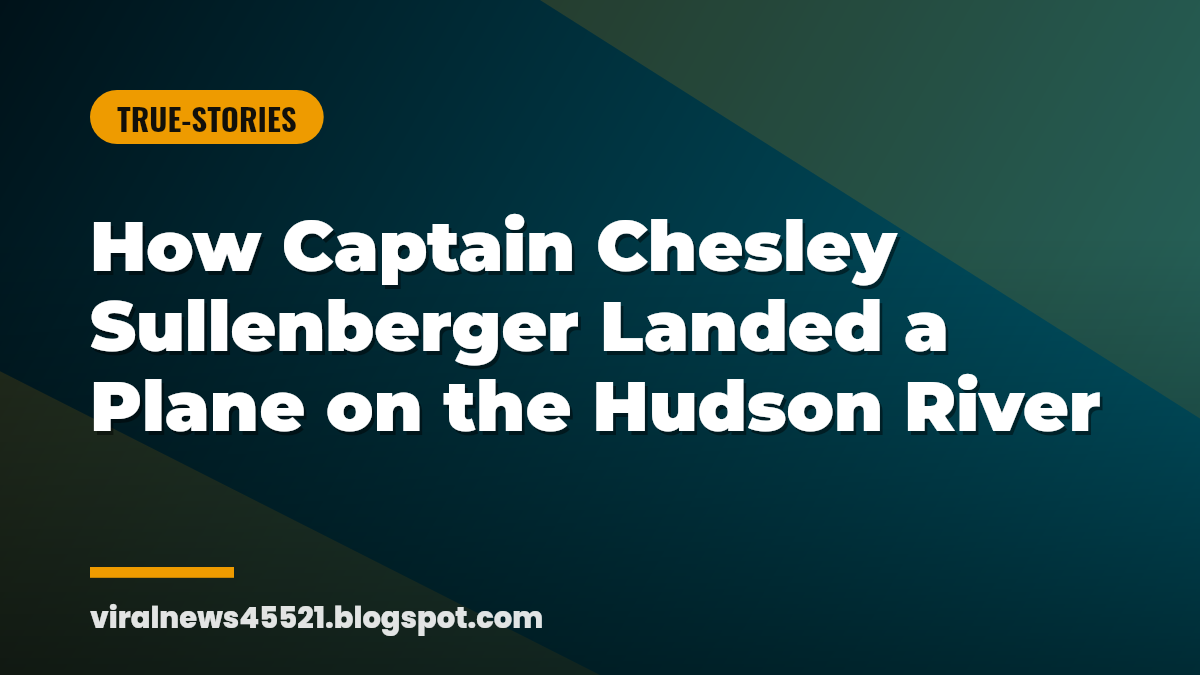 TRUE-STORIES
How Captain Chesley
Sullenberger Landed a
Plane on the Hudson River
viralnews45521.blogspot.com